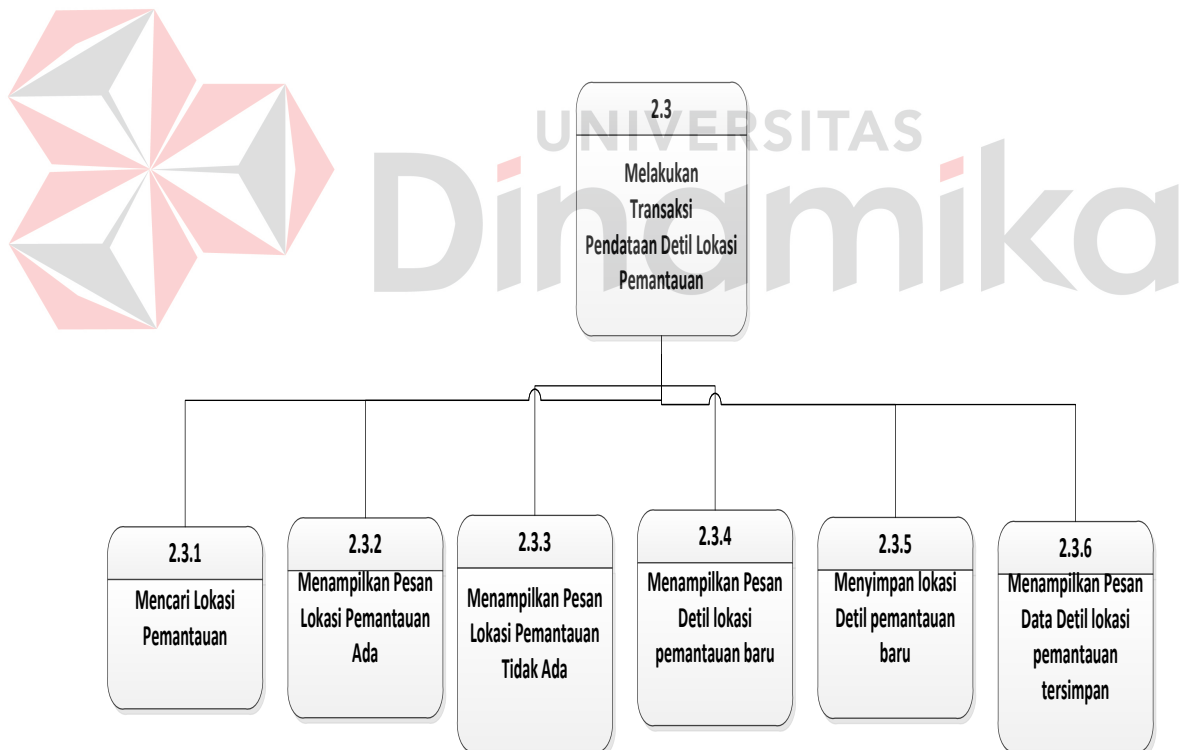 UNIVERSITAS
Dinamika
2.3
Melakukan
Transaksi
Pendataan Detil Lokasi
Pemantauan
2.3.1
Mencari Lokasi
Pemantauan
2.3.2
Menampilkan Pesan
Lokasi Pemantauan
Ada
2.3.3
Menampilkan Pesan
Lokasi Pemantauan
Tidak Ada
2.3.4
Menampilkan Pesan
Detil lokasi
pemantauan baru
2.3.5
Menyimpan lokasi
Detil pemantauan
baru
2.3.6
Menampilkan Pesan
Data Detil lokasi
pemantauan
tersimpan